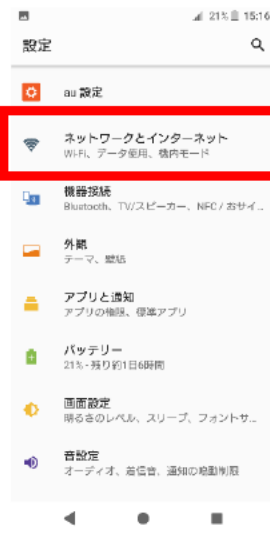 21% 15:16
設定
au 設定
ネットワークとインターネット
Wi-Fi、データ使用、機内モード
機器接続
Bluetooth、TV/スピーカー、NFC / おサイ...
外観
テーマ、壁紙
アプリと通知
アプリの権限、標準アプリ
バッテリー
21% - 残り約1日6時間
画面設定
明るさのレベル、スリープ、フォントサ...
音設定
オーディオ、着信音、通知の鳴動制限